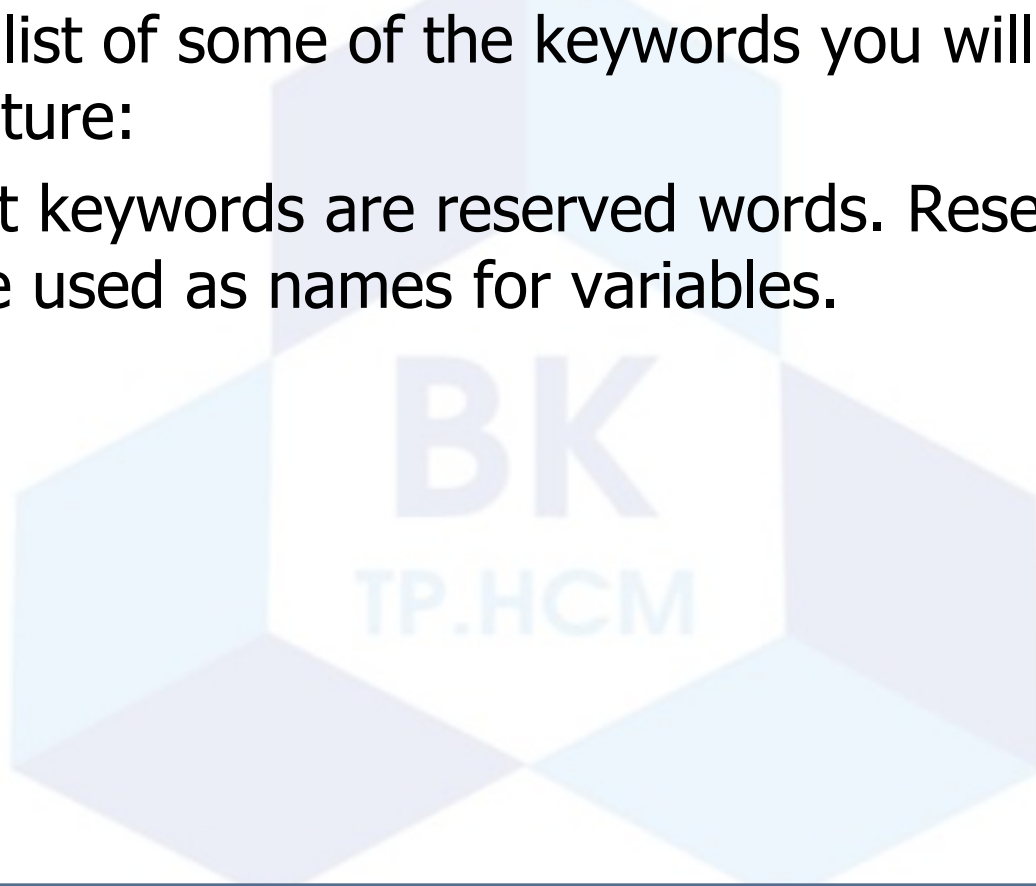 list of some of the keywords you will
ture:
t keywords are reserved words. Rese
e used as names for variables.
BK
TP.HCM